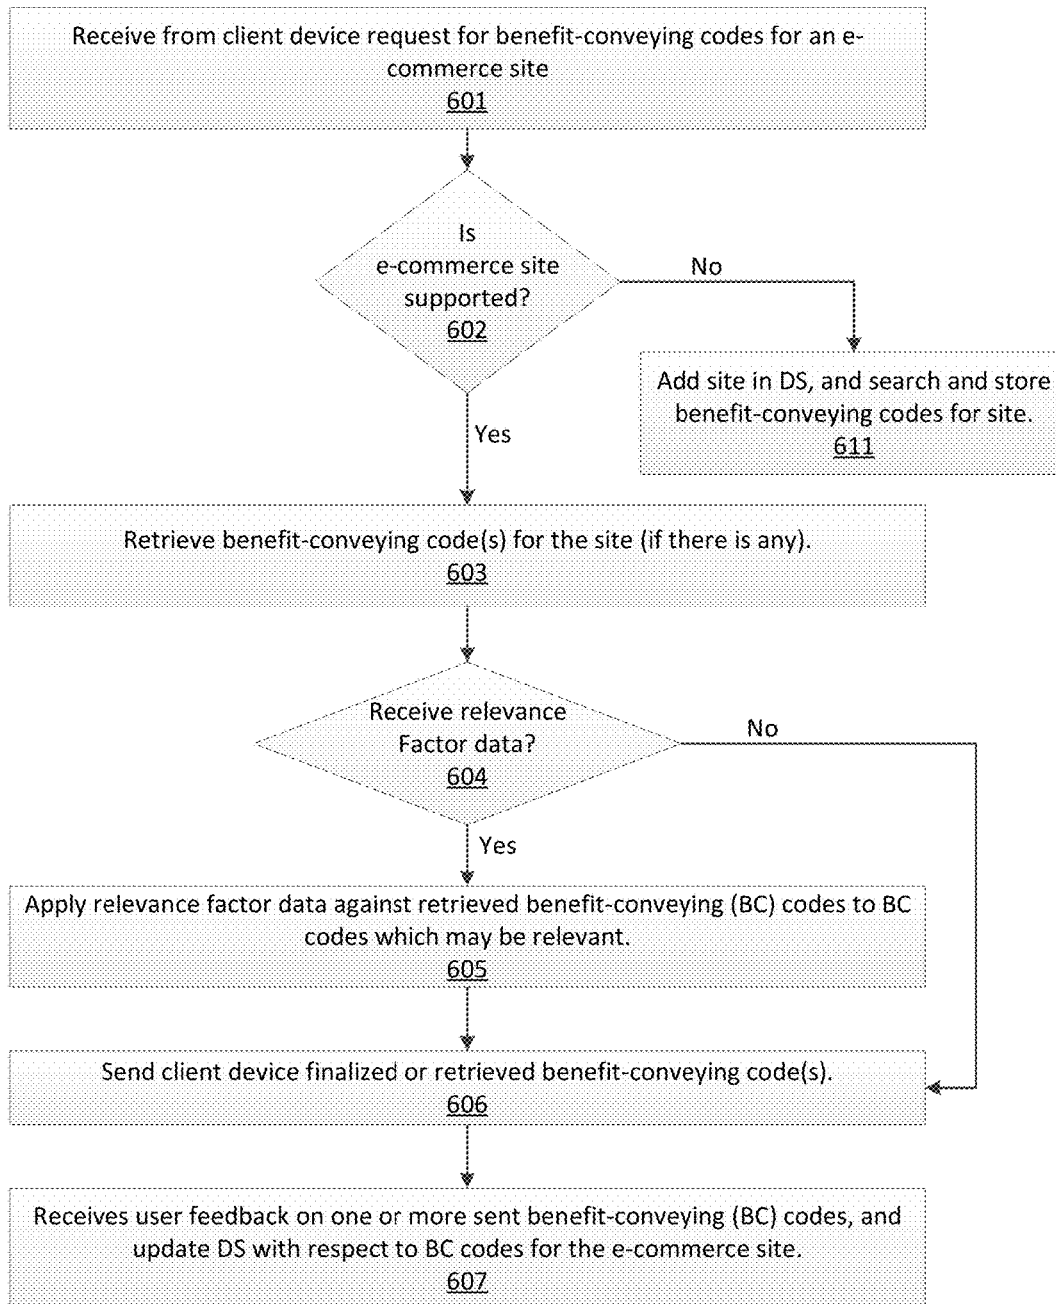 Receive from client device request for benefit-conveying codes for an e-
commerce site
601
Is
e-commerce site
supported?
602
No
Add site in DS, and search and store
benefit-conveying codes for site.
611
Yes
Retrieve benefit-conveying code(s) for the site (if there is any).
603
Receive relevance
Factor data?
604
No
Yes
Apply relevance factor data against retrieved benefit-conveying (BC) codes to BC
codes which may be relevant.
605
Send client device finalized or retrieved benefit-conveying code(s).
606
Receives user feedback on one or more sent benefit-conveying (BC) codes, and
update DS with respect to BC codes for the e-commerce site.
607